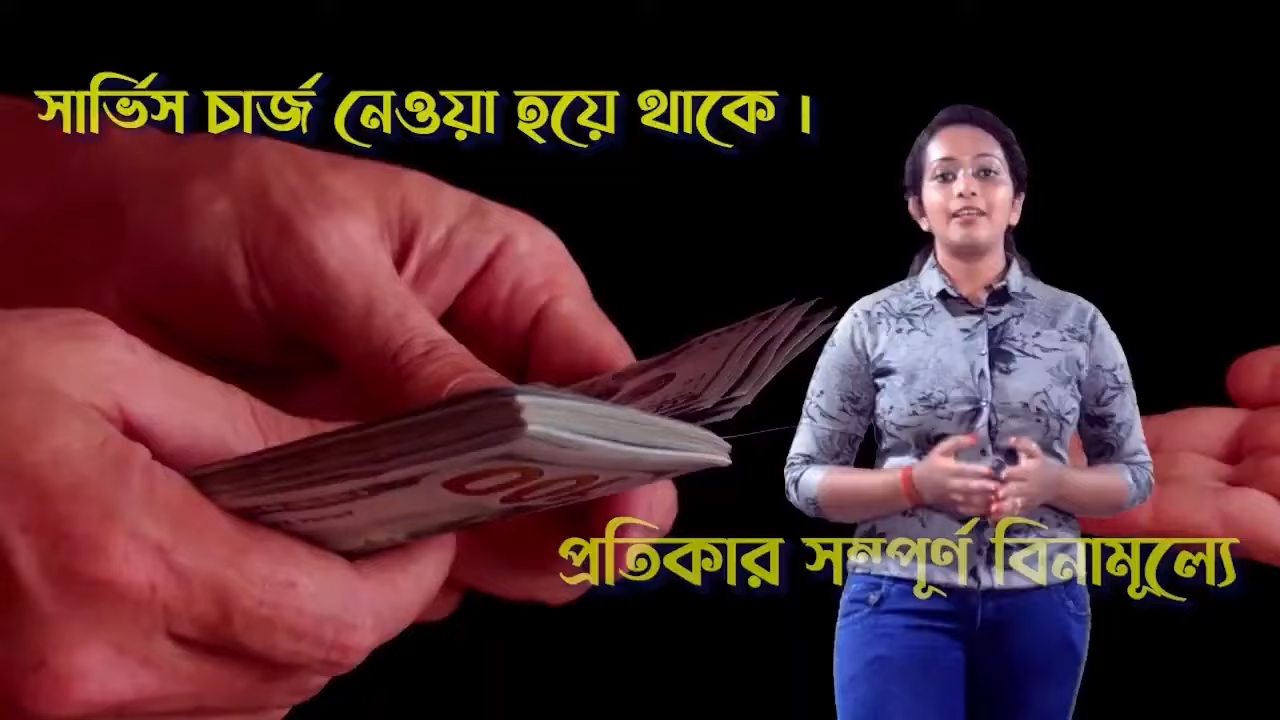 সার্ভিস চার্জ নেওয়া হয়ে থাকে ।
প্রতিকার সম্পূর্ণ বিনামূল্যে